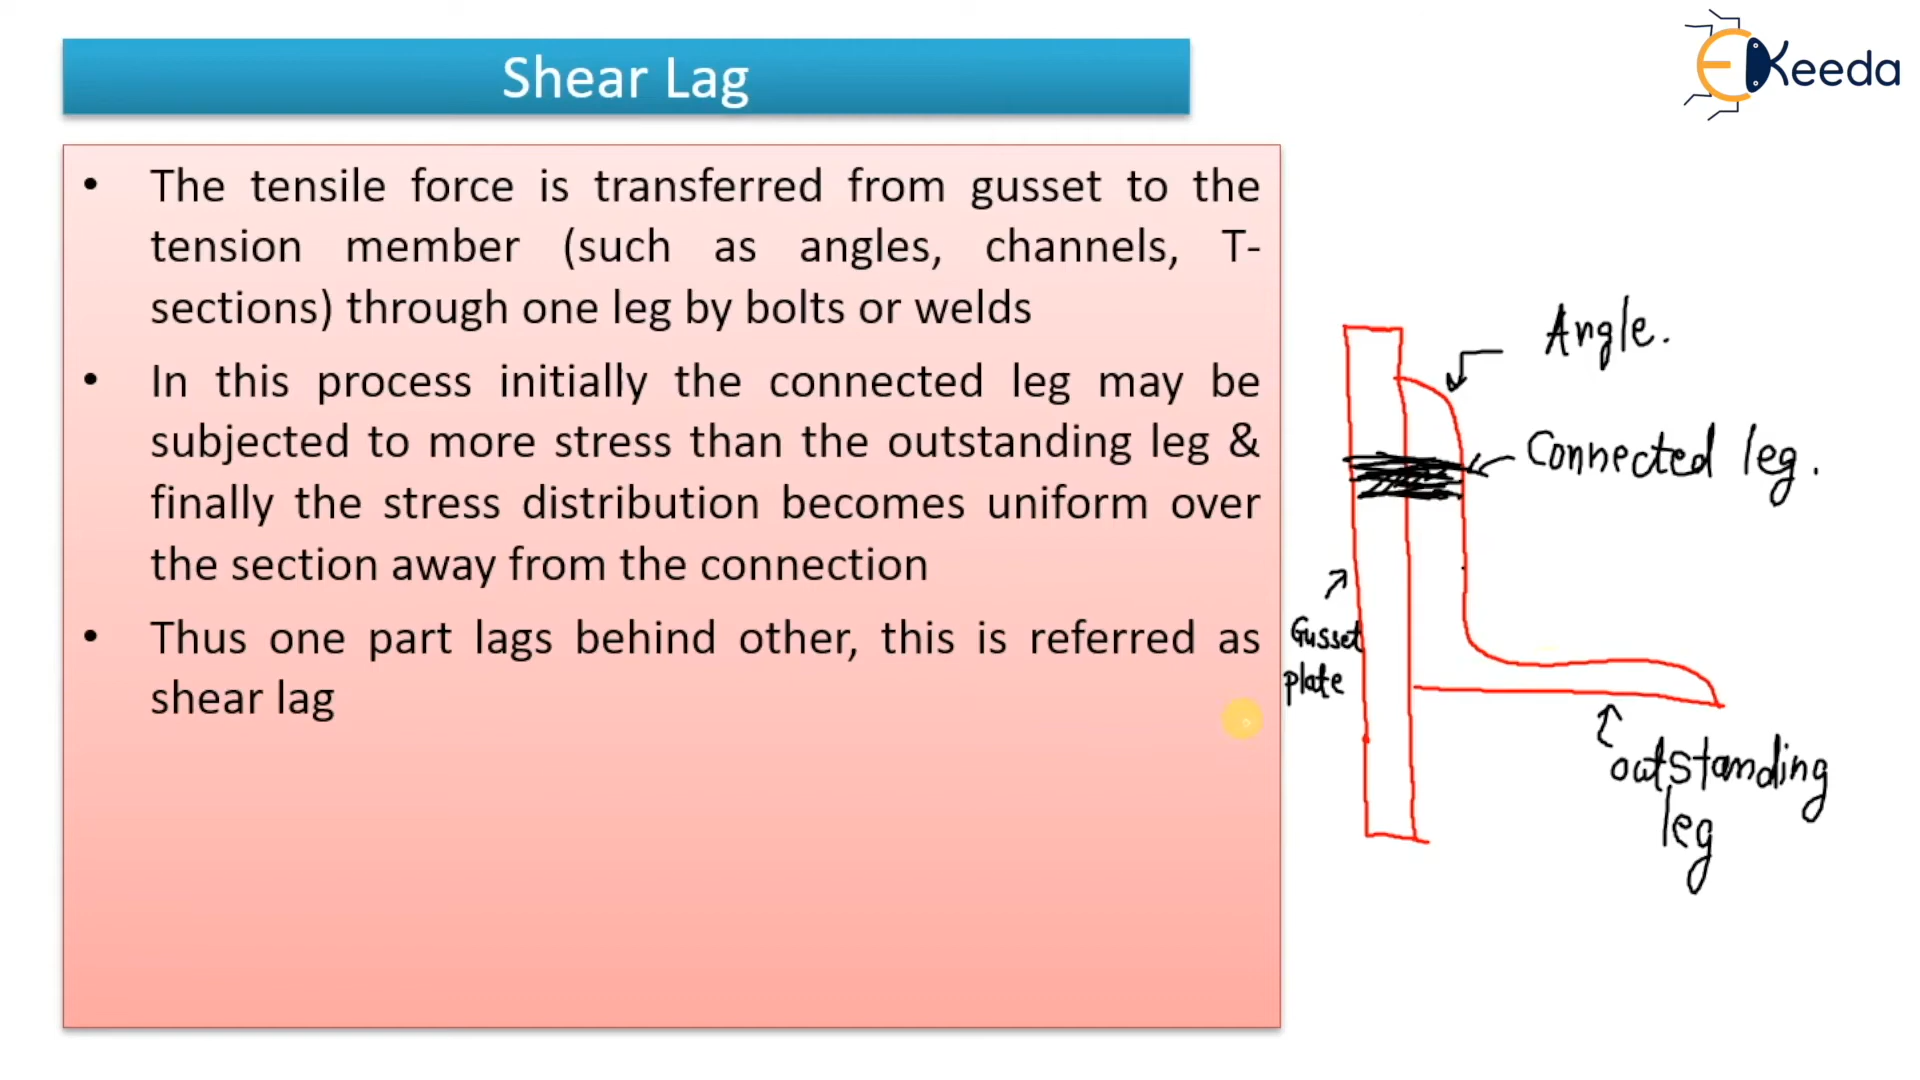 Shear Lag
EKeeda
• The tensile force is transferred from gusset to the
tension member (such as angles, channels, T-
sections) through one leg by bolts or welds
• In this process initially the connected leg may be
subjected to more stress than the outstanding leg &
finally the stress distribution becomes uniform over
the section away from the connection
• Thus one part lags behind other, this is referred as
shear lag
Angle.
Connected leg.
Gusset
plate
outstanding
leg